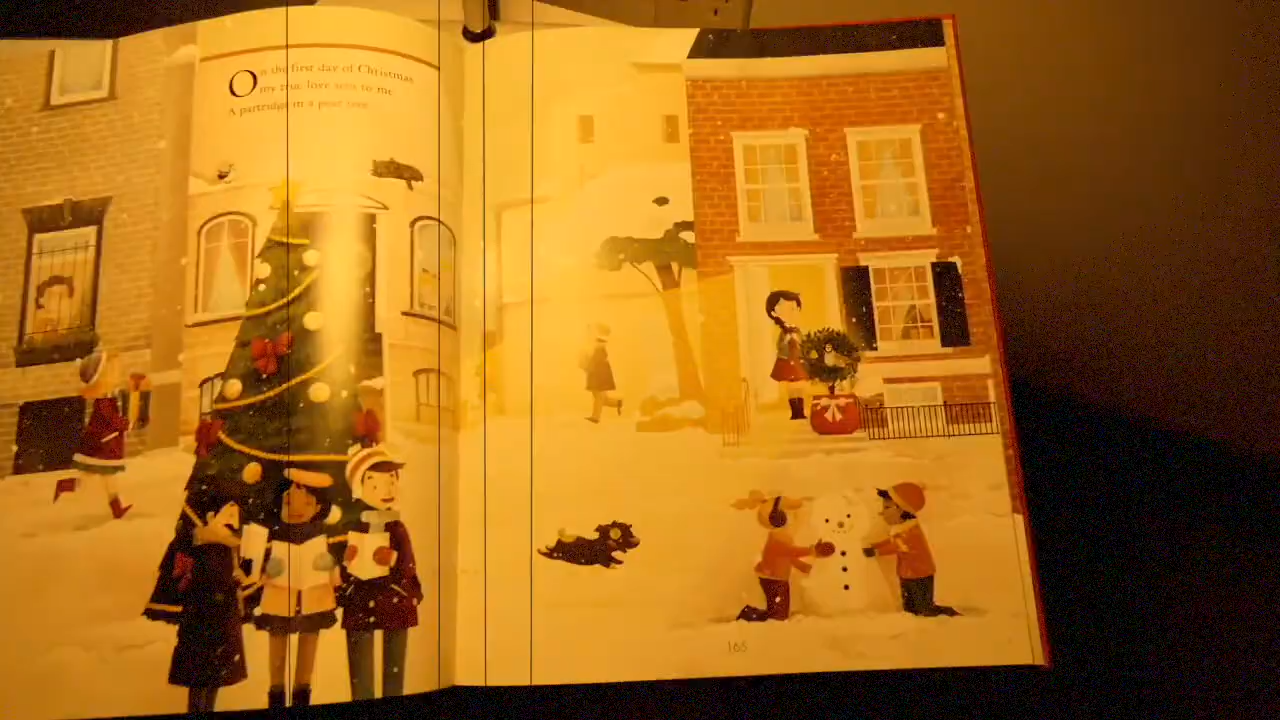 On the first day of Christmas
my true love sent to me
A partridge in a pear tree.
165